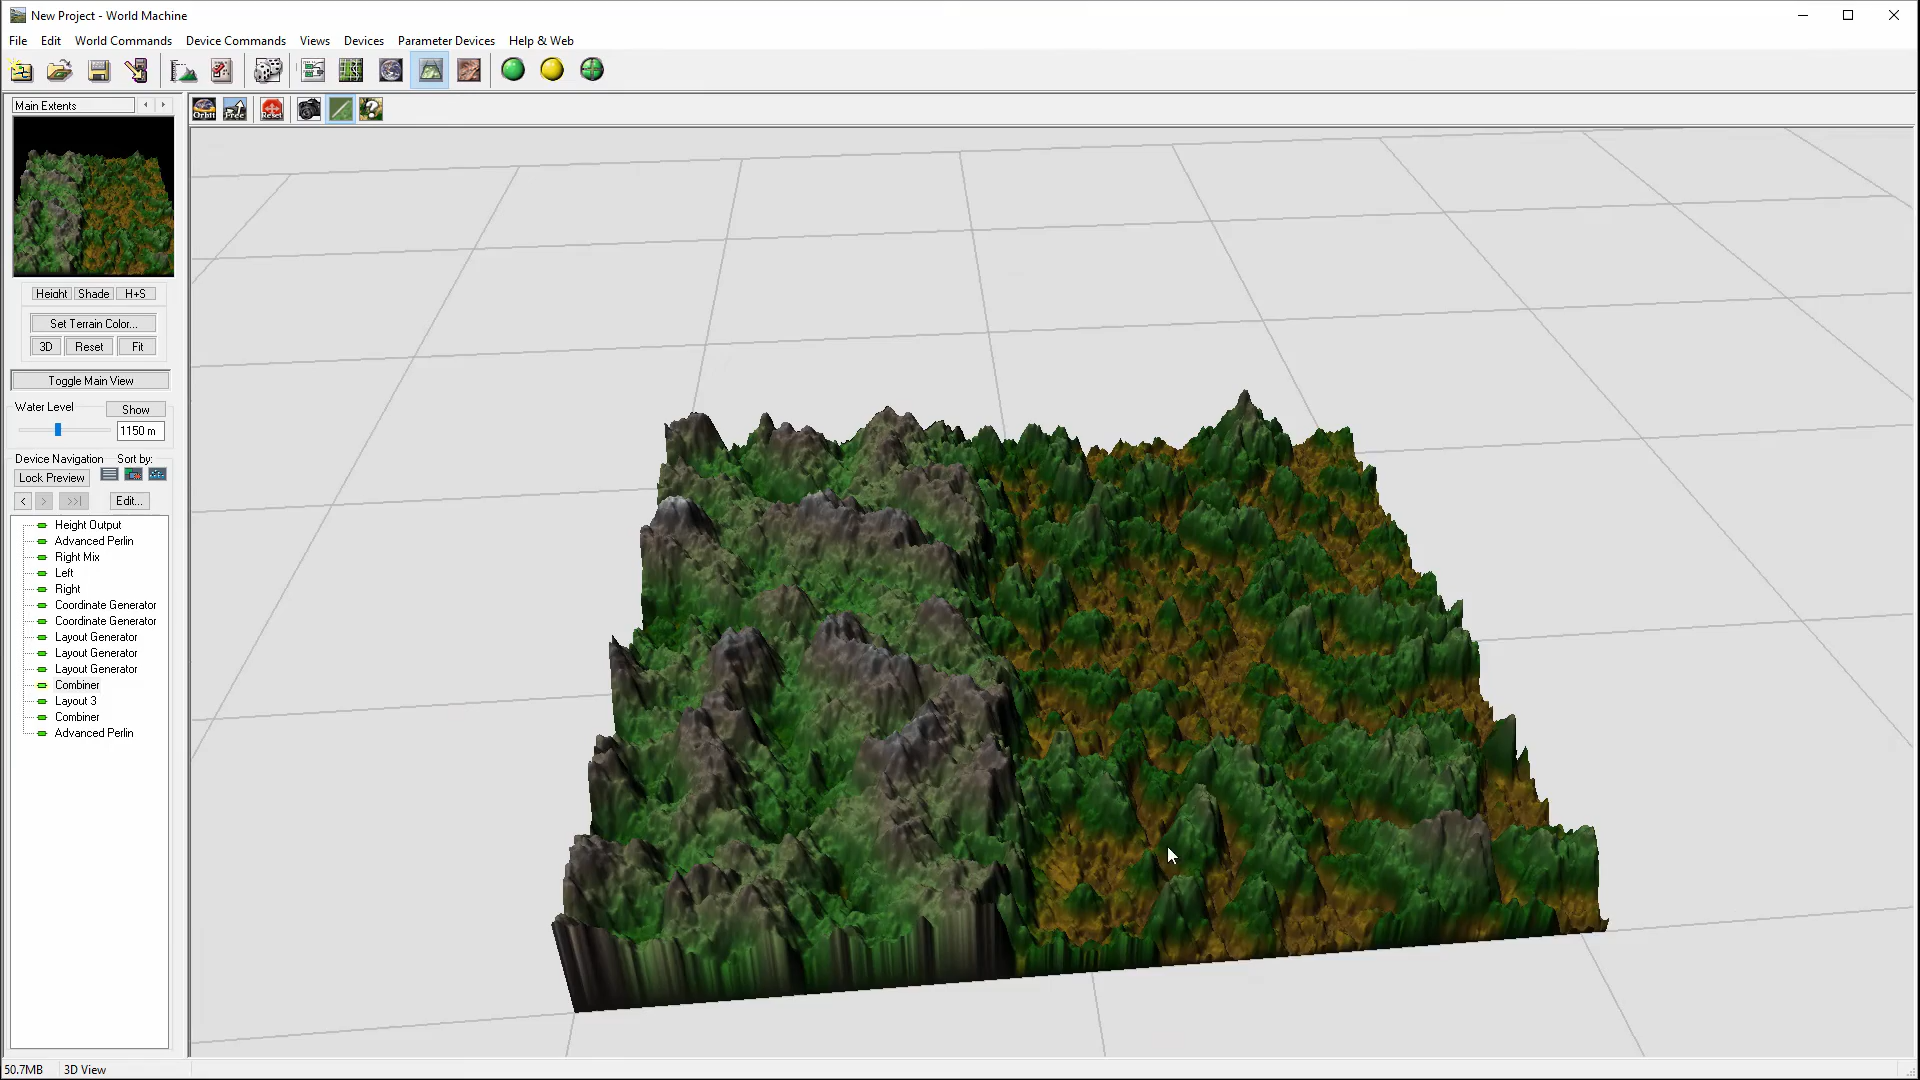 New Project - World Machine
File Edit World Commands Device Commands Views Devices Parameter Devices Help & Web
Main Extents
Orbit Free Reset
Height Shade H+S
Set Terrain Color...
3D Reset Fit
Toggle Main View
Water Level Show
1150 m
Device Navigation Sort by:
Lock Preview
< > >>| Edit...
Height Output
Advanced Perlin
Right Mix
Left
Right
Coordinate Generator
Coordinate Generator
Layout Generator
Layout Generator
Layout Generator
Combiner
Layout 3
Combiner
Advanced Perlin
50.7MB 3D View